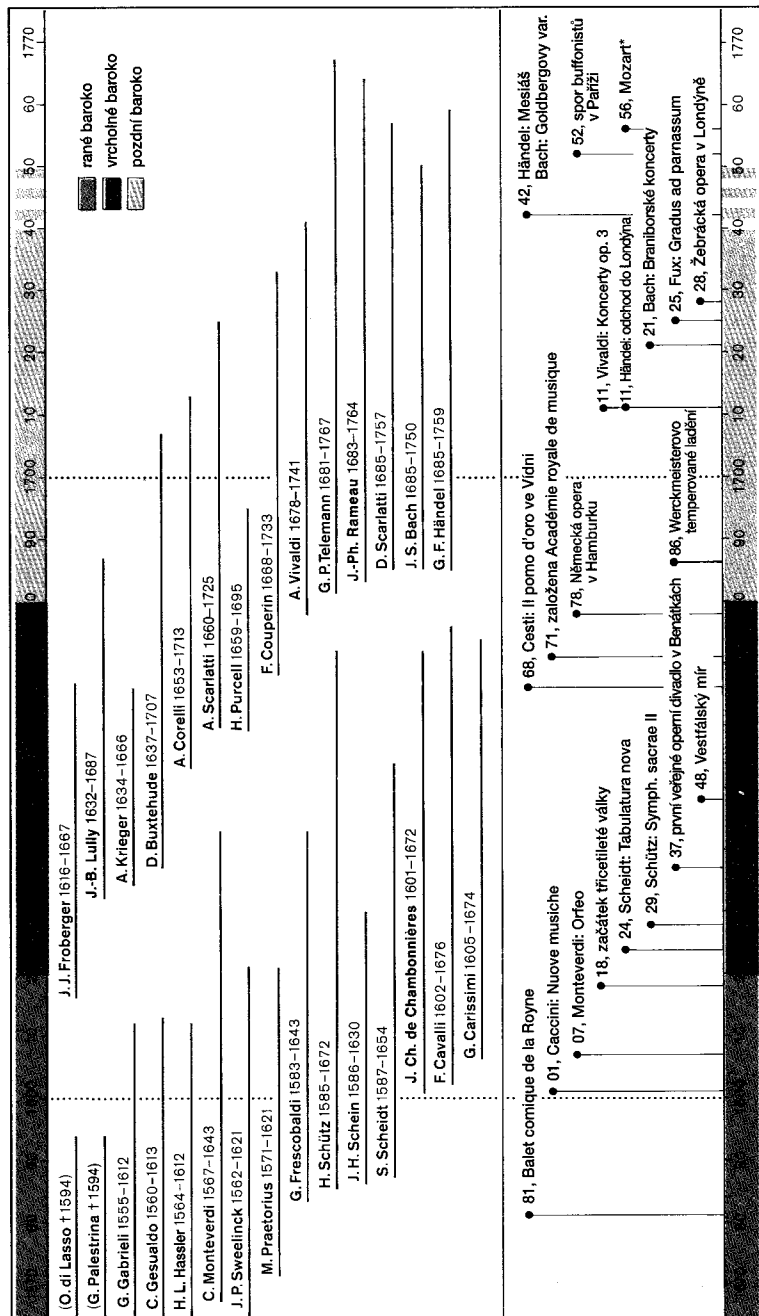 1700
10
20
30
40
50
60
1770
rané baroko
vrcholné baroko
pozdní baroko
(O. di Lasso † 1594)
J. J. Froberger 1616–1667
(G. Palestrina † 1594)
J.-B. Lully 1632–1687
G. Gabrieli 1555–1612
A. Krieger 1634–1666
C. Gesualdo 1560–1613
D. Buxtehude 1637–1707
H. L. Hassler 1564–1612
A. Corelli 1653–1713
C. Monteverdi 1567–1643
A. Scarlatti 1660–1725
J. P. Sweelinck 1562–1621
H. Purcell 1659–1695
M. Praetorius 1571–1621
F. Couperin 1668–1733
G. Frescobaldi 1583–1643
A. Vivaldi 1678–1741
H. Schütz 1585–1672
G. P. Telemann 1681–1767
J. H. Schein 1586–1630
J.-Ph. Rameau 1683–1764
S. Scheidt 1587–1654
D. Scarlatti 1685–1757
J. Ch. de Chambonnières 1601–1672
J. S. Bach 1685–1750
F. Cavalli 1602–1676
G. F. Händel 1685–1759
G. Carissimi 1605–1674
81, Balet comique de la Royne
68, Cesti: Il pomo d'oro ve Vídni
42, Händel: Mesiáš
Bach: Goldbergovy var.
01, Caccini: Nuove musiche
71, založena Académie royale de musique
07, Monteverdi: Orfeo
78, Německá opera
v Hamburku
52, spor buffonistů
v Paříži
18, začátek třicetileté války
11, Vivaldi: Koncerty op. 3
24, Scheidt: Tabulatura nova
11, Händel: odchod do Londýna
56, Mozart*
29, Schütz: Symph. sacrae II
21, Bach: Braniborské koncerty
37, první veřejné operní divadlo v Benátkách
86, Werckmeisterovo
temperované ladění
25, Fux: Gradus ad parnassum
48, Vestfálský mír
28, Žebrácká opera v Londýně
90
1700
10
20
30
40
50
60
1770